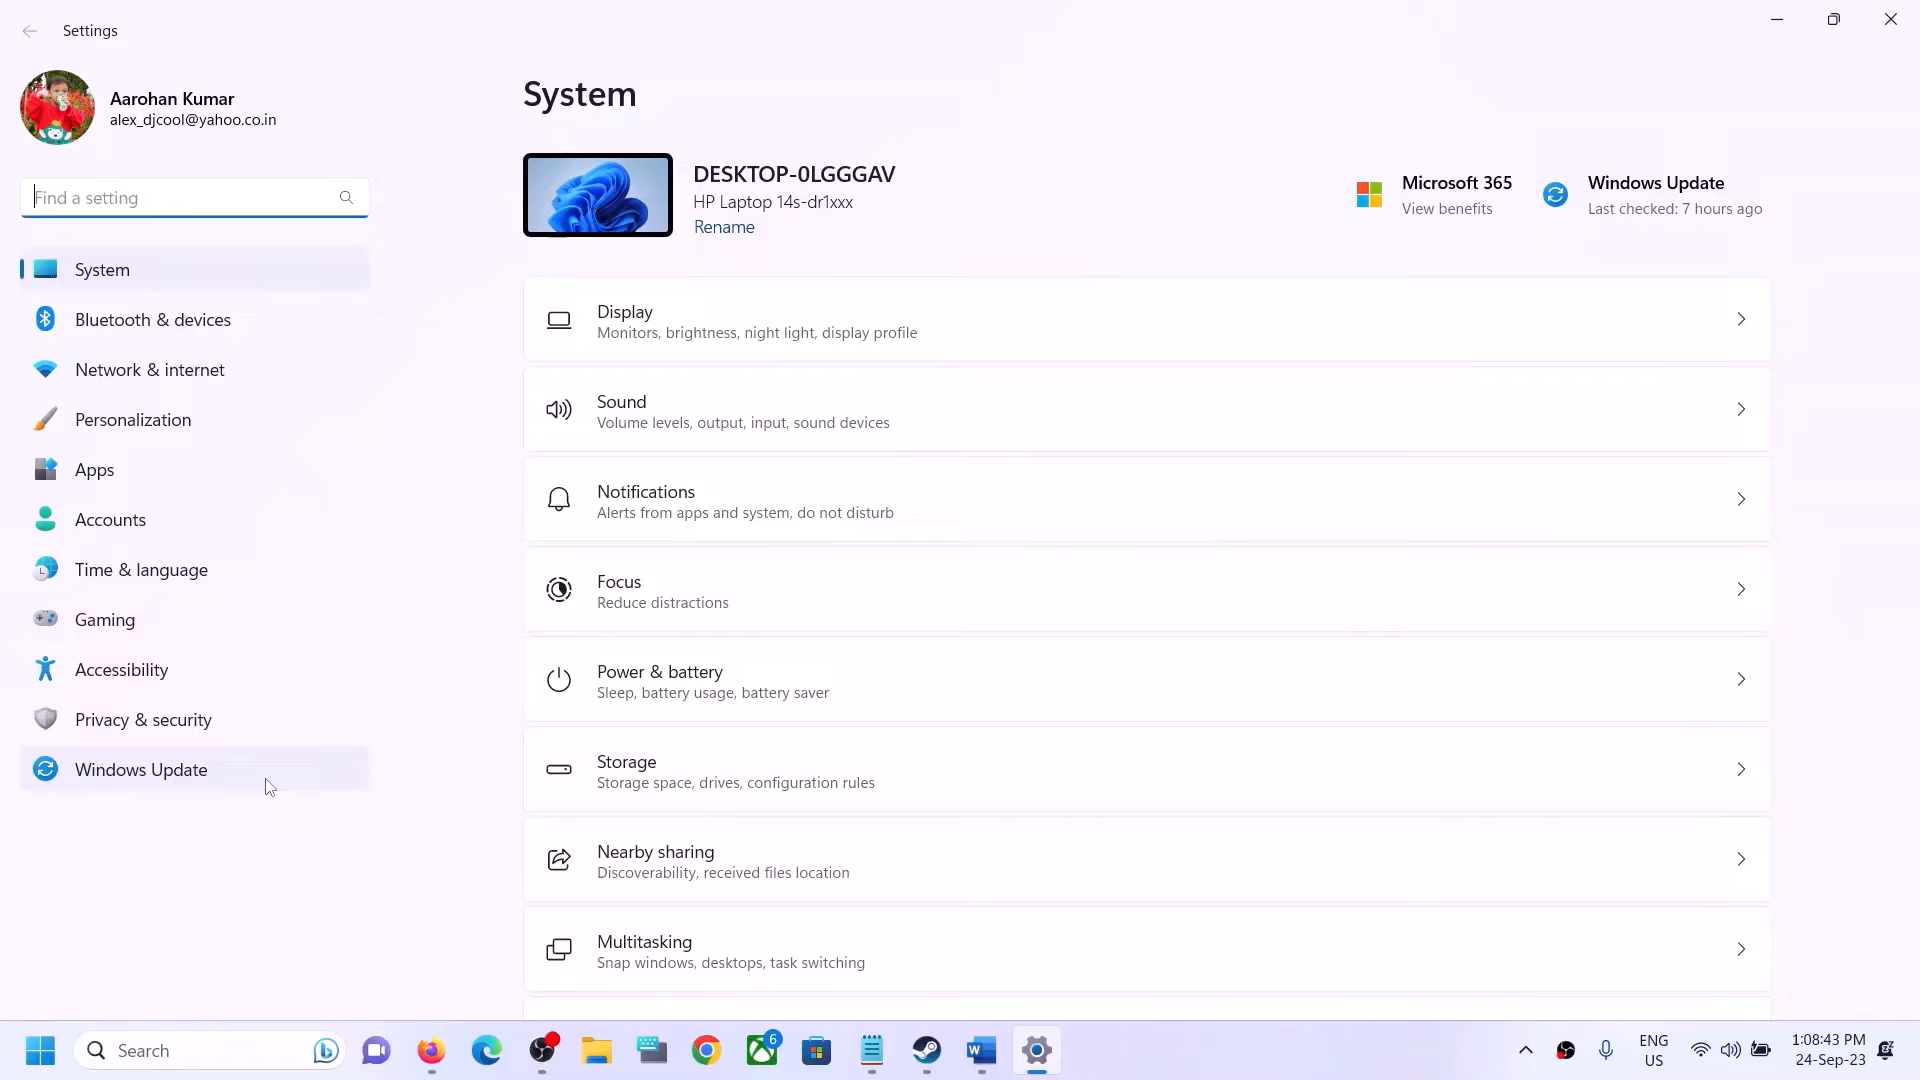 Settings
Aarohan Kumar
alex_djcool@yahoo.co.in
Find a setting
System
Bluetooth & devices
Network & internet
Personalization
Apps
Accounts
Time & language
Gaming
Accessibility
Privacy & security
Windows Update
System
DESKTOP-0LGGGAV
HP Laptop 14s-dr1xxx
Rename
Microsoft 365
View benefits
Windows Update
Last checked: 7 hours ago
Display
Monitors, brightness, night light, display profile
Sound
Volume levels, output, input, sound devices
Notifications
Alerts from apps and system, do not disturb
Focus
Reduce distractions
Power & battery
Sleep, battery usage, battery saver
Storage
Storage space, drives, configuration rules
Nearby sharing
Discoverability, received files location
Multitasking
Snap windows, desktops, task switching
Search
6
ENG
US
1:08:43 PM
24-Sep-23